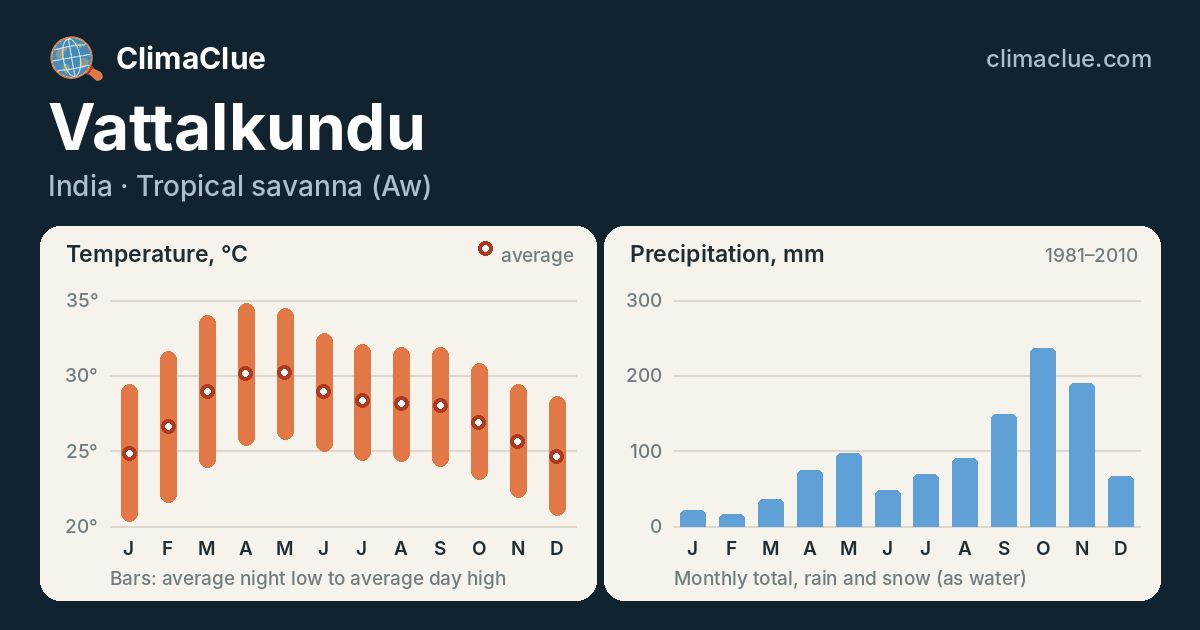 ClimaClue
climaclue.com
Vattalkundu
India · Tropical savanna (Aw)
Temperature, °C
average
35°
30°
25°
20°
J F M A M J J A S O N D
Bars: average night low to average day high
Precipitation, mm
1981–2010
300
200
100
0
J F M A M J J A S O N D
Monthly total, rain and snow (as water)